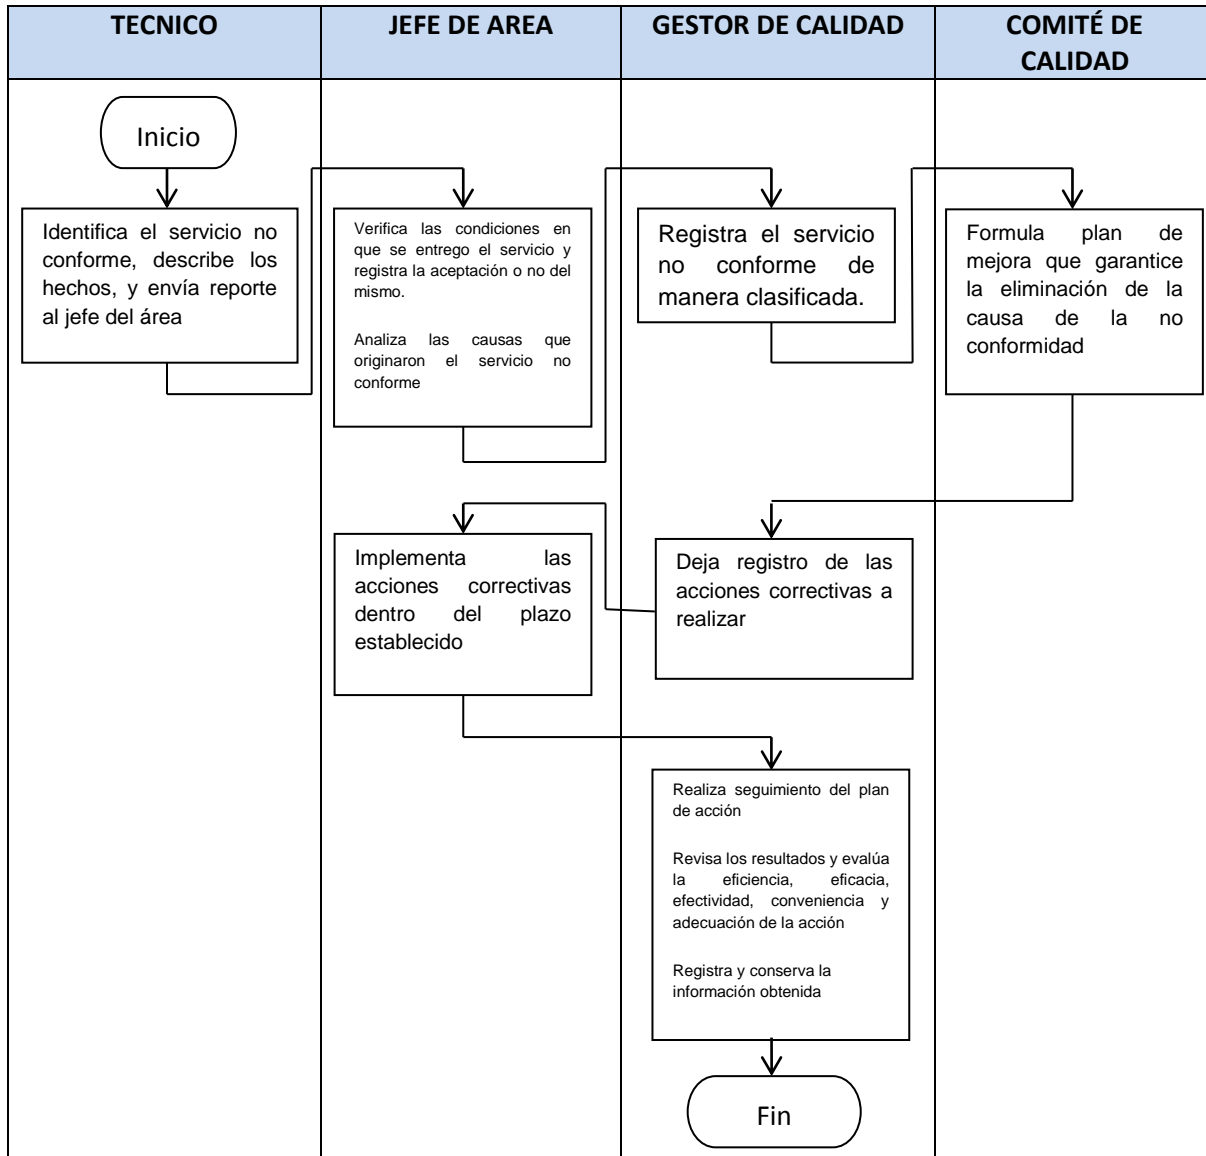 TECNICO
JEFE DE AREA
GESTOR DE CALIDAD
COMITÉ DE
CALIDAD
Inicio
Identifica el servicio no
conforme, describe los
hechos, y envía reporte
al jefe del área
Verifica las condiciones en
que se entrego el servicio y
registra la aceptación o no del
mismo.
Analiza las causas que
originaron el servicio no
conforme
Registra el servicio
no conforme de
manera clasificada.
Formula plan de
mejora que garantice
la eliminación de la
causa de la no
conformidad
Implementa las
acciones correctivas
dentro del plazo
establecido
Deja registro de las
acciones correctivas a
realizar
Realiza seguimiento del plan
de acción
Revisa los resultados y evalúa
la eficiencia, eficacia,
efectividad, conveniencia y
adecuación de la acción
Registra y conserva la
información obtenida
Fin